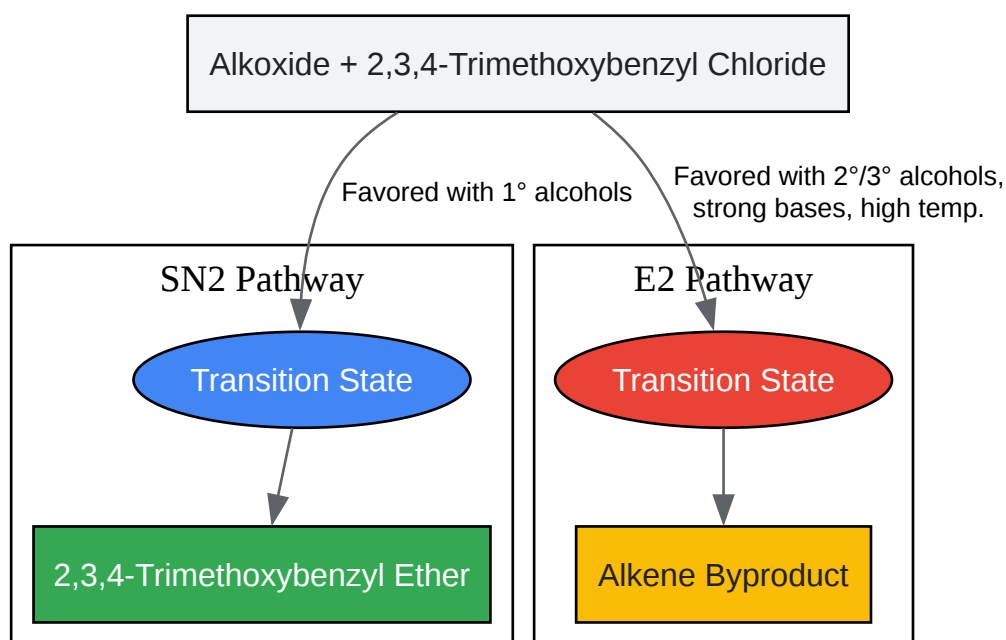 Alkoxide + 2,3,4-Trimethoxybenzyl Chloride
Favored with 1° alcohols
Favored with 2°/3° alcohols,
strong bases, high temp.
SN2 Pathway
E2 Pathway
Transition State
Transition State
2,3,4-Trimethoxybenzyl Ether
Alkene Byproduct